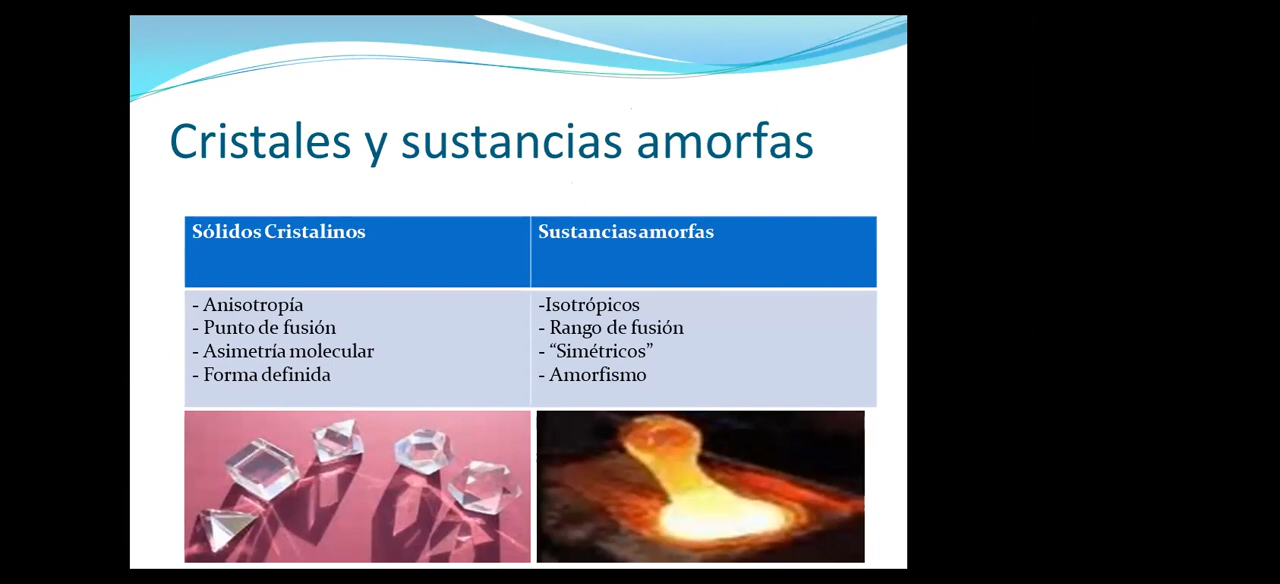 Cristales y sustancias amorfas
Sólidos Cristalinos
- Anisotropía
- Punto de fusión
- Asimetría molecular
- Forma definida
Sustancias amorfas
-Isotrópicos
- Rango de fusión
- “Simétricos”
- Amorfismo